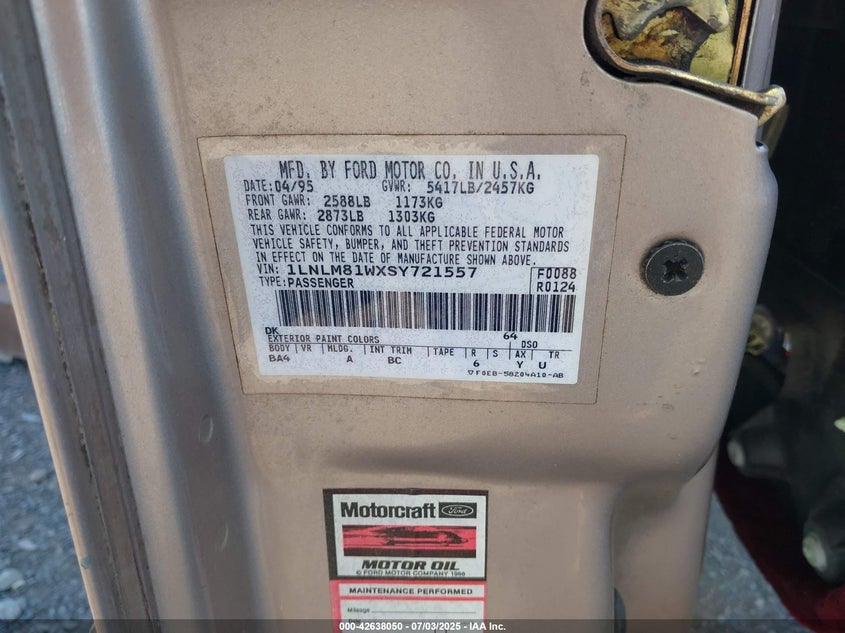 MFD. BY FORD MOTOR CO. IN U.S.A.
DATE: 04/95 GVWR: 5417LB/2457KG
FRONT GAWR: 2588LB 1173KG
REAR GAWR: 2873LB 1303KG
THIS VEHICLE CONFORMS TO ALL APPLICABLE FEDERAL MOTOR
VEHICLE SAFETY, BUMPER, AND THEFT PREVENTION STANDARDS
IN EFFECT ON THE DATE OF MANUFACTURE SHOWN ABOVE.
VIN: 1LNLM81WXSY721557 F0088
TYPE: PASSENGER R0124
DK 64
EXTERIOR PAINT COLORS DSO
BODY VR MLDG. INT TRIM TAPE R S AX TR
BA4 A BC 6 Y U
▽F0EB-58204A10-AB
Motorcraft Ford
MOTOR OIL
© FORD MOTOR COMPANY 1988
MAINTENANCE PERFORMED
Mileage
000-42638050 - 07/03/2025 - IAA Inc.